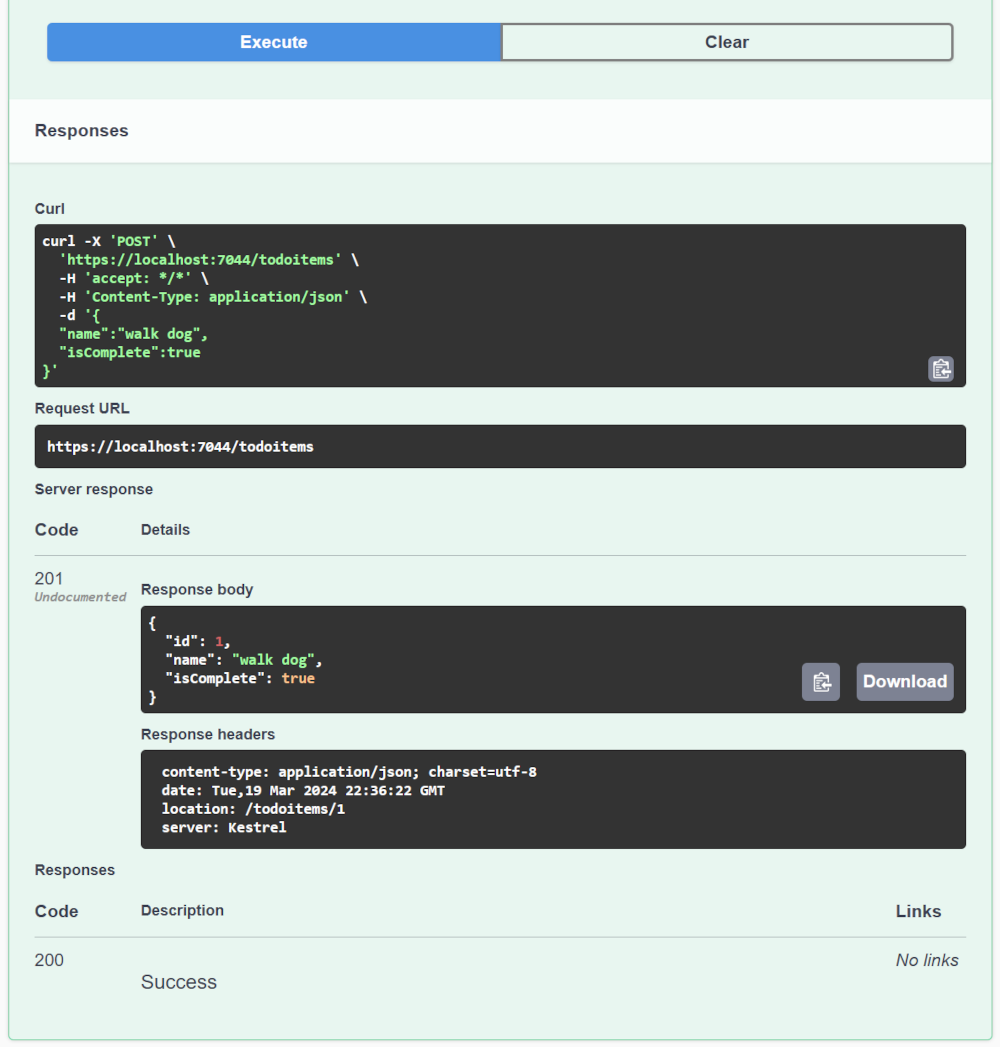 Execute
Clear
Responses
Curl
curl -X 'POST' \
  'https://localhost:7044/todoitems' \
  -H 'accept: */*' \
  -H 'Content-Type: application/json' \
  -d '{
  "name":"walk dog",
  "isComplete":true
}'
Request URL
https://localhost:7044/todoitems
Server response
Code Details
201
Undocumented
Response body
{
  "id": 1,
  "name": "walk dog",
  "isComplete": true
}
Download
Response headers
content-type: application/json; charset=utf-8
date: Tue,19 Mar 2024 22:36:22 GMT
location: /todoitems/1
server: Kestrel
Responses
Code Description Links
200 No links
Success